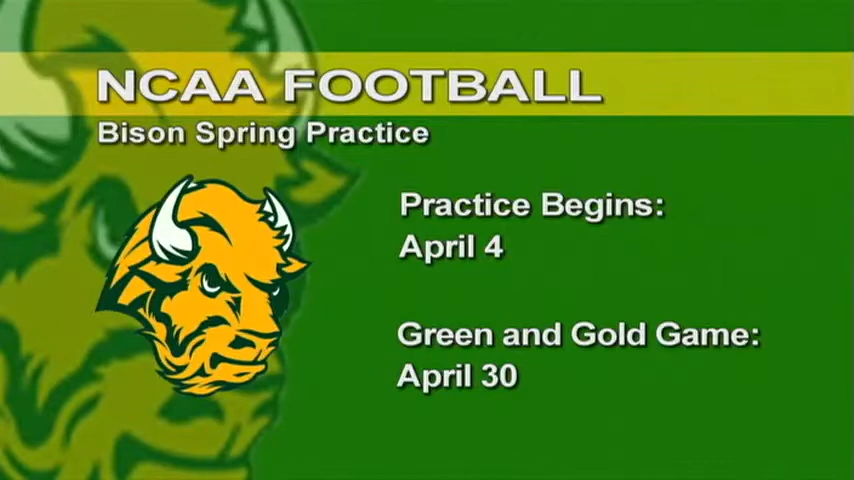 NCAA FOOTBALL
Bison Spring Practice
Practice Begins:
April 4
Green and Gold Game:
April 30